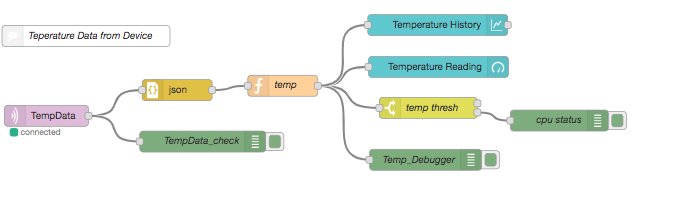 Temperature History
Teperature Data from Device
Temperature Reading
json
temp
temp thresh
TempData
cpu status
connected
TempData_check
Temp_Debugger